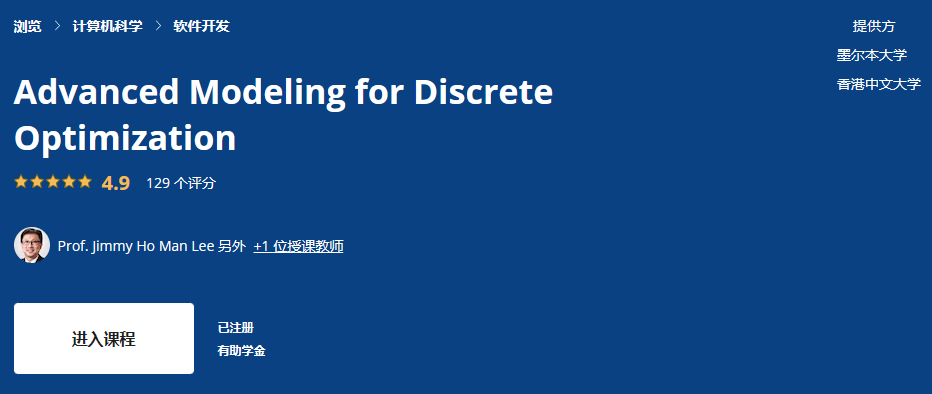 浏览 > 计算机科学 > 软件开发
提供方
墨尔本大学
香港中文大学
Advanced Modeling for Discrete
Optimization
4.9 129 个评分
Prof. Jimmy Ho Man Lee 另外 +1 位授课教师
进入课程
已注册
有助学金